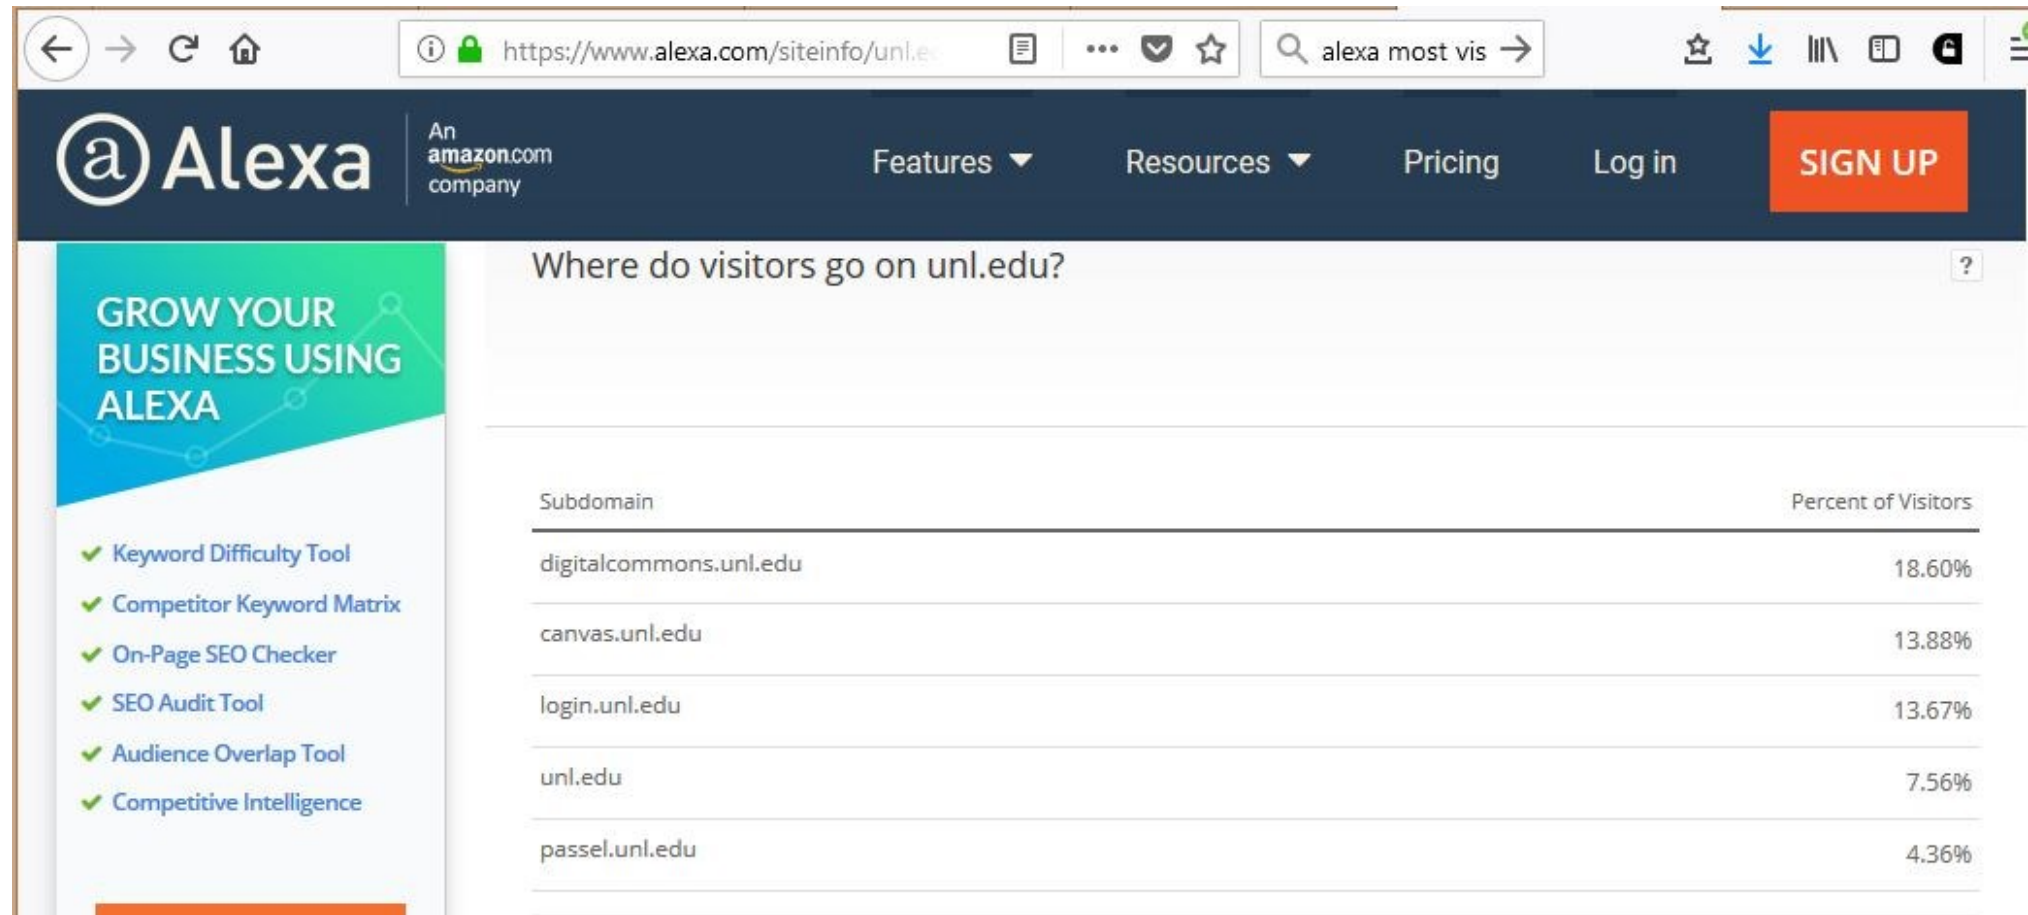 https://www.alexa.com/siteinfo/unl.e
alexa most vis
a Alexa
An
amazon.com
company
Features
Resources
Pricing
Log in
SIGN UP
GROW YOUR
BUSINESS USING
ALEXA
Keyword Difficulty Tool
Competitor Keyword Matrix
On-Page SEO Checker
SEO Audit Tool
Audience Overlap Tool
Competitive Intelligence
Where do visitors go on unl.edu?
?
Subdomain Percent of Visitors
digitalcommons.unl.edu 18.60%
canvas.unl.edu 13.88%
login.unl.edu 13.67%
unl.edu 7.56%
passel.unl.edu 4.36%